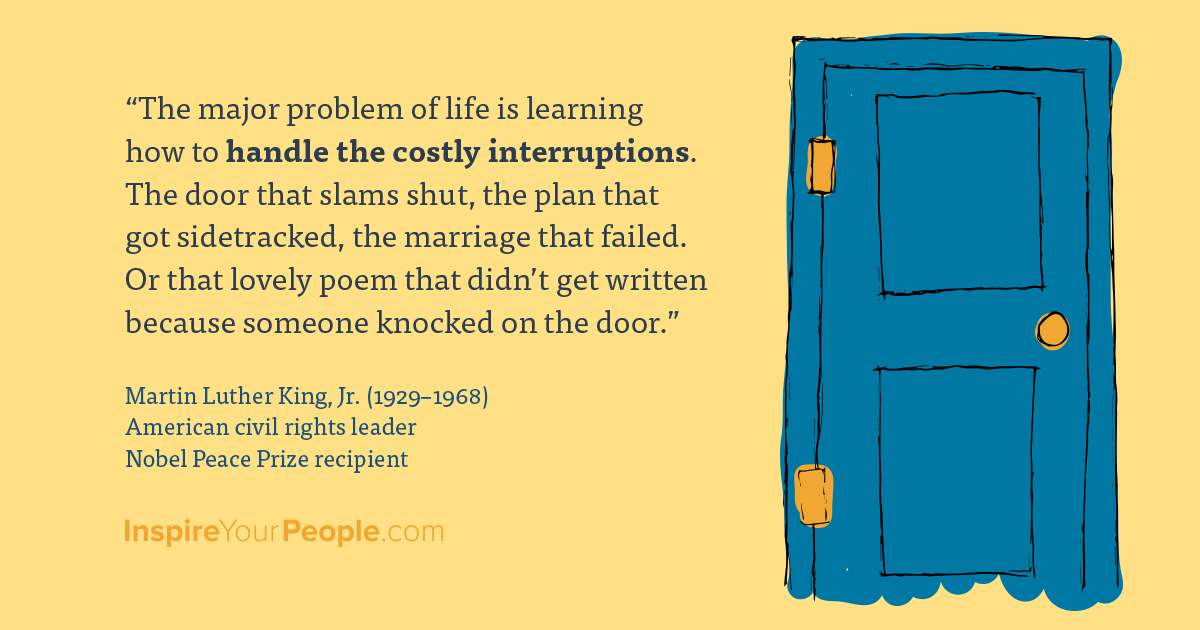 “The major problem of life is learning
how to handle the costly interruptions.
The door that slams shut, the plan that
got sidetracked, the marriage that failed.
Or that lovely poem that didn’t get written
because someone knocked on the door.”
Martin Luther King, Jr. (1929–1968)
American civil rights leader
Nobel Peace Prize recipient
InspireYourPeople.com